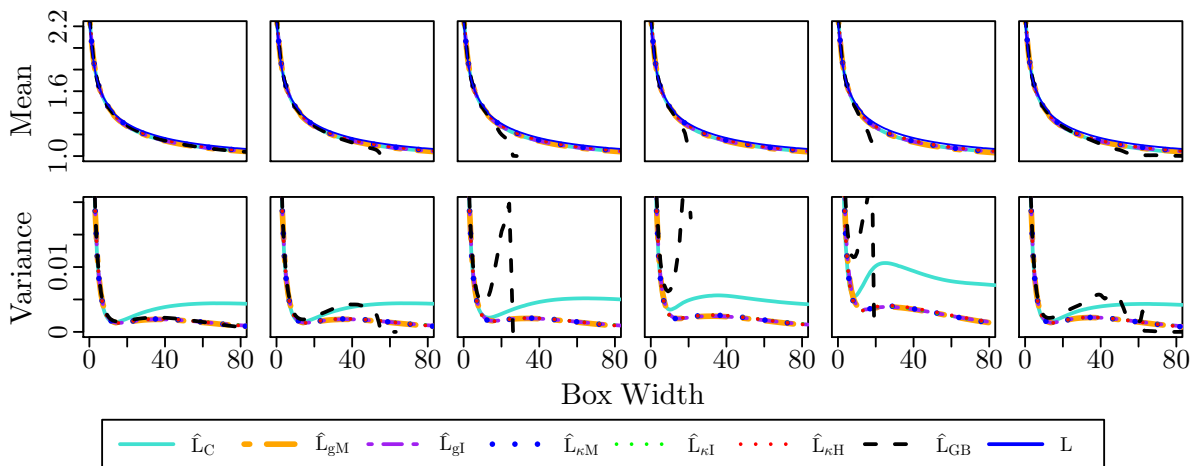 Mean
2.2
1.6
1.0
Variance
0.01
0
0 40 80 0 40 80 0 40 80 0 40 80 0 40 80 0 40 80
Box Width
L̂C L̂gM L̂gI L̂κM L̂κI L̂κH L̂GB L